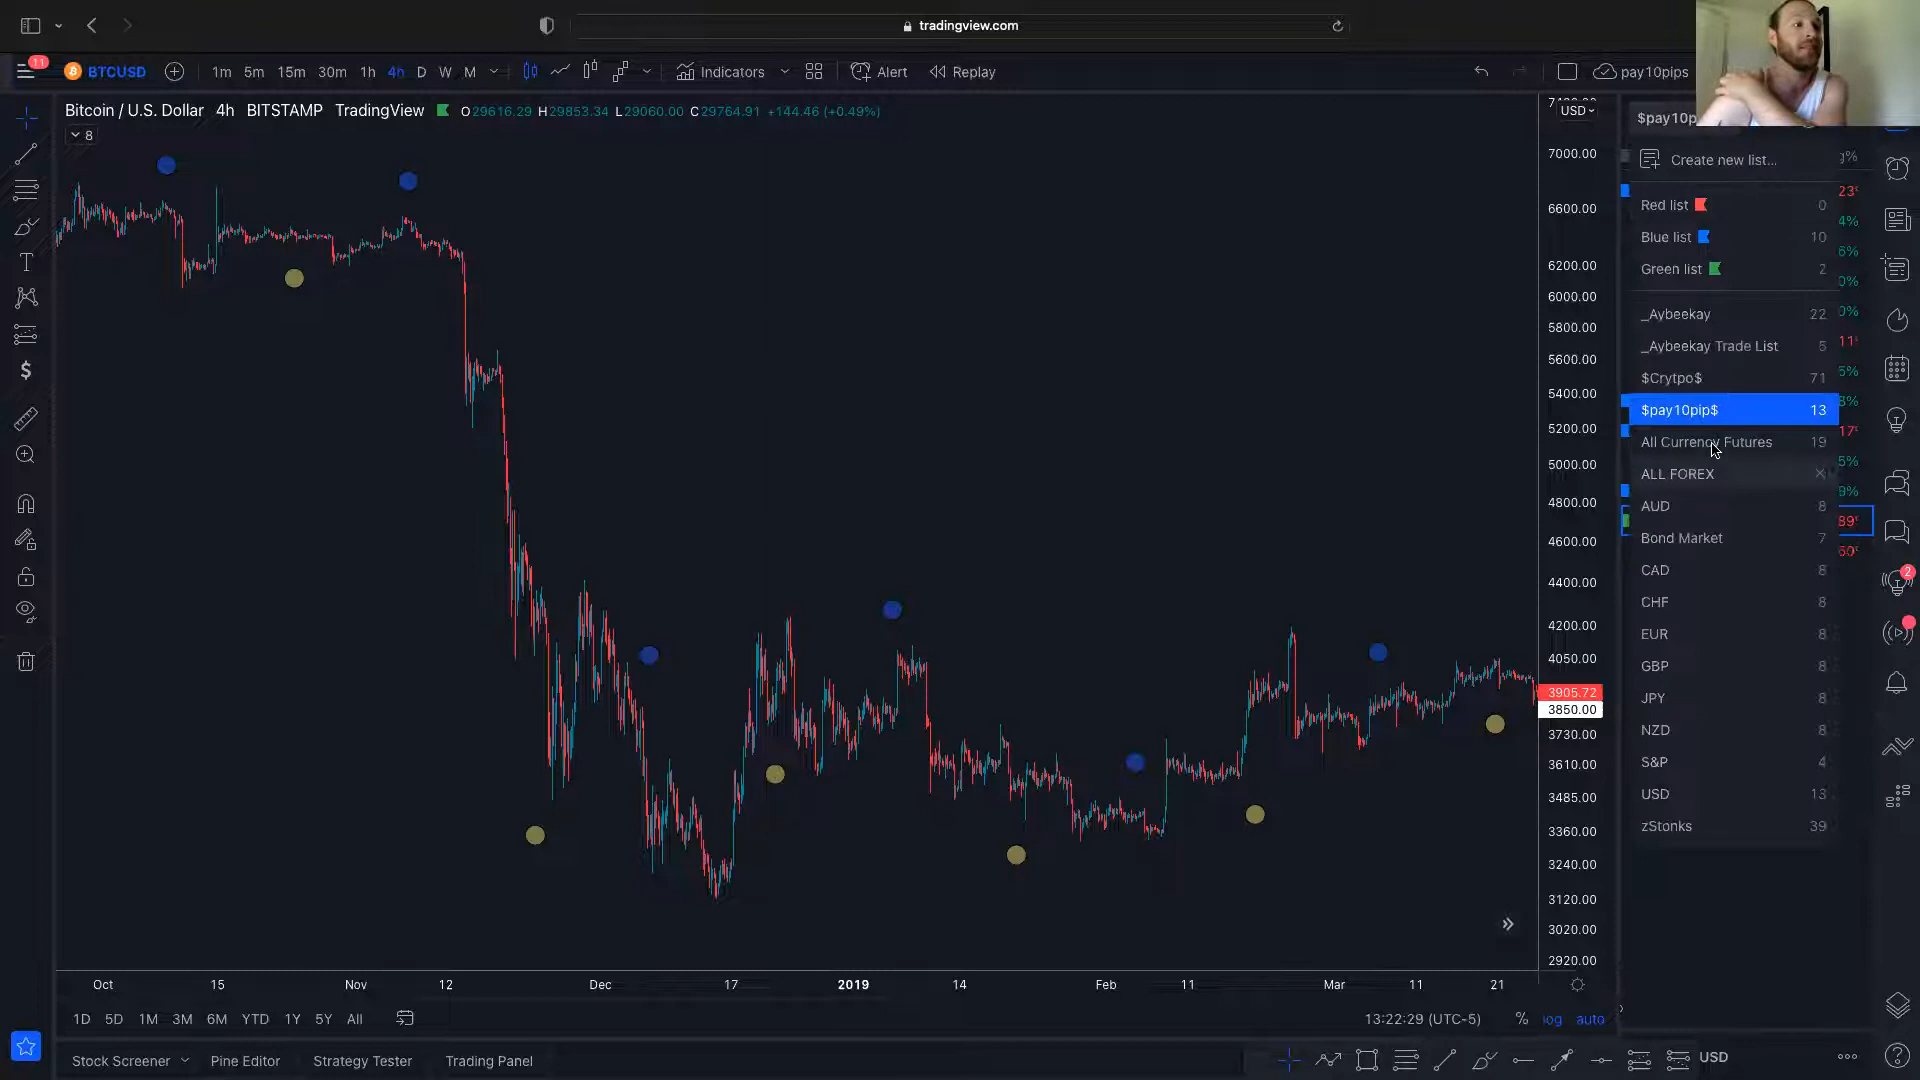 tradingview.com
11
BTCUSD 1m 5m 15m 30m 1h 4h D W M Indicators Alert Replay pay10pips
Bitcoin / U.S. Dollar 4h BITSTAMP TradingView O29616.29 H29853.34 L29060.00 C29764.91 +144.46 (+0.49%)
8
USD
7000.00
6600.00
6200.00
6000.00
5800.00
5600.00
5400.00
5200.00
5000.00
4800.00
4600.00
4400.00
4200.00
4050.00
3905.72
3850.00
3730.00
3610.00
3485.00
3360.00
3240.00
3120.00
3020.00
2920.00
Create new list...
Red list 0
Blue list 10
Green list 2
_Aybeekay 22
_Aybeekay Trade List 5
$Crytpo$ 71
$pay10pip$ 13
All Currency Futures 19
ALL FOREX
AUD 8
Bond Market 7
CAD 8
CHF 8
EUR 8
GBP 8
JPY 8
NZD 8
S&P 4
USD 13
zStonks 39
2
Oct 15 Nov 12 Dec 17 2019 14 Feb 11 Mar 11 21
1D 5D 1M 3M 6M YTD 1Y 5Y All 13:22:29 (UTC-5) % log auto
Stock Screener Pine Editor Strategy Tester Trading Panel USD